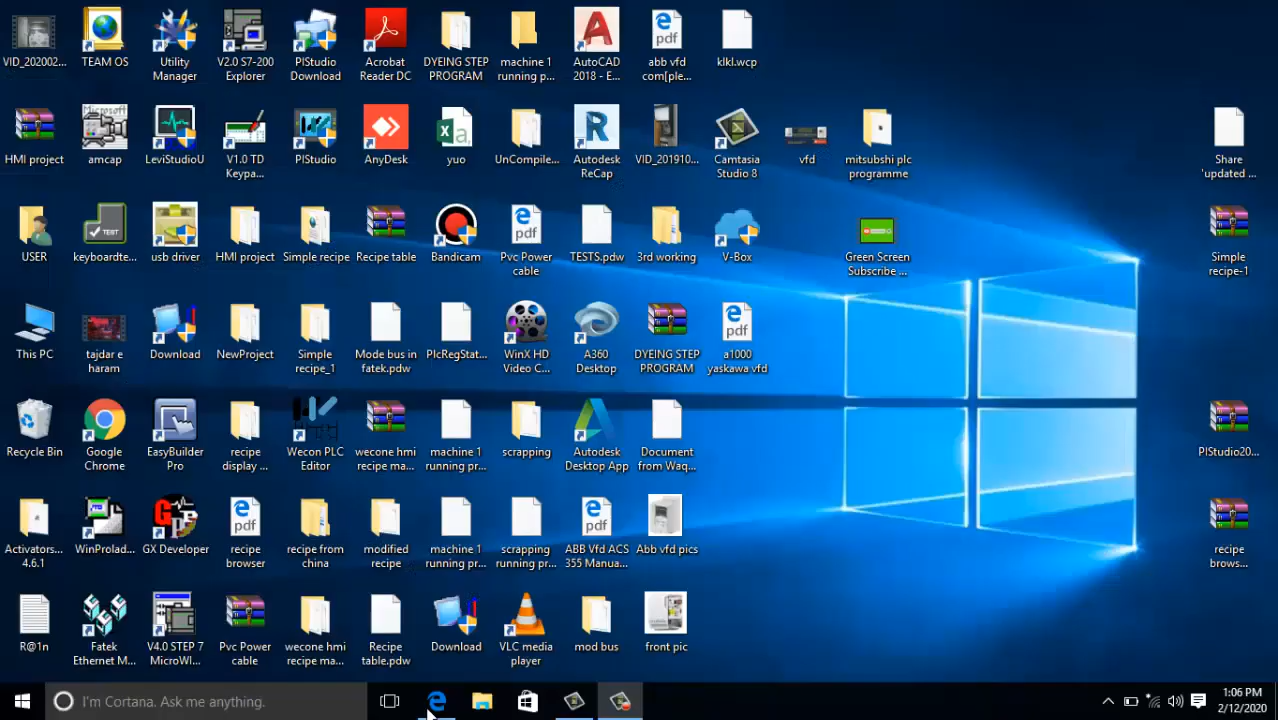 VID_202002...
TEAM OS
Utility
Manager
V2.0 S7-200
Explorer
PIStudio
Download
Acrobat
Reader DC
DYEING STEP
PROGRAM
machine 1
running p...
AutoCAD
2018 - E...
pdf
abb vfd
com[ple...
klkl.wcp
HMI project
Microsoft
amcap
LeviStudioU
V1.0 TD
Keypa...
PIStudio
AnyDesk
yuo
UnCompile...
Autodesk
ReCap
VID_201910...
Camtasia
Studio 8
vfd
mitsubshi plc
programme
Share
'updated ...
USER
TEST
keyboardte...
usb driver
HMI project
Simple recipe
Recipe table
Bandicam
pdf
Pvc Power
cable
TESTS.pdw
3rd working
V-Box
Green Screen
Subscribe ...
Simple
recipe-1
This PC
tajdar e
haram
Download
NewProject
Simple
recipe_1
Mode bus in
fatek.pdw
PlcRegStat...
WinX HD
Video C...
A360
Desktop
DYEING STEP
PROGRAM
pdf
a1000
yaskawa vfd
Recycle Bin
Google
Chrome
EasyBuilder
Pro
recipe
display ...
Wecon PLC
Editor
wecone hmi
recipe ma...
machine 1
running pr...
scrapping
Autodesk
Desktop App
Document
from Waq...
PIStudio20...
Activators...
4.6.1
WinProlad...
GX Developer
pdf
recipe
browser
recipe from
china
modified
recipe
machine 1
running pr...
scrapping
running pr...
pdf
ABB Vfd ACS
355 Manua...
Abb vfd pics
recipe
brows...
R@1n
Fatek
Ethernet M...
V4.0 STEP 7
MicroWI...
Pvc Power
cable
wecone hmi
recipe ma...
Recipe
table.pdw
Download
VLC media
player
mod bus
front pic
I'm Cortana. Ask me anything.
1:06 PM
2/12/2020